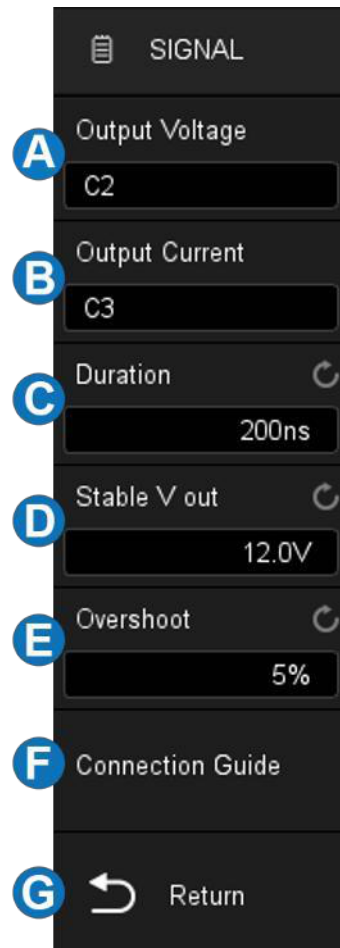 SIGNAL
A
Output Voltage
C2
B
Output Current
C3
C
Duration
200ns
D
Stable V out
12.0V
E
Overshoot
5%
F
Connection Guide
G
Return